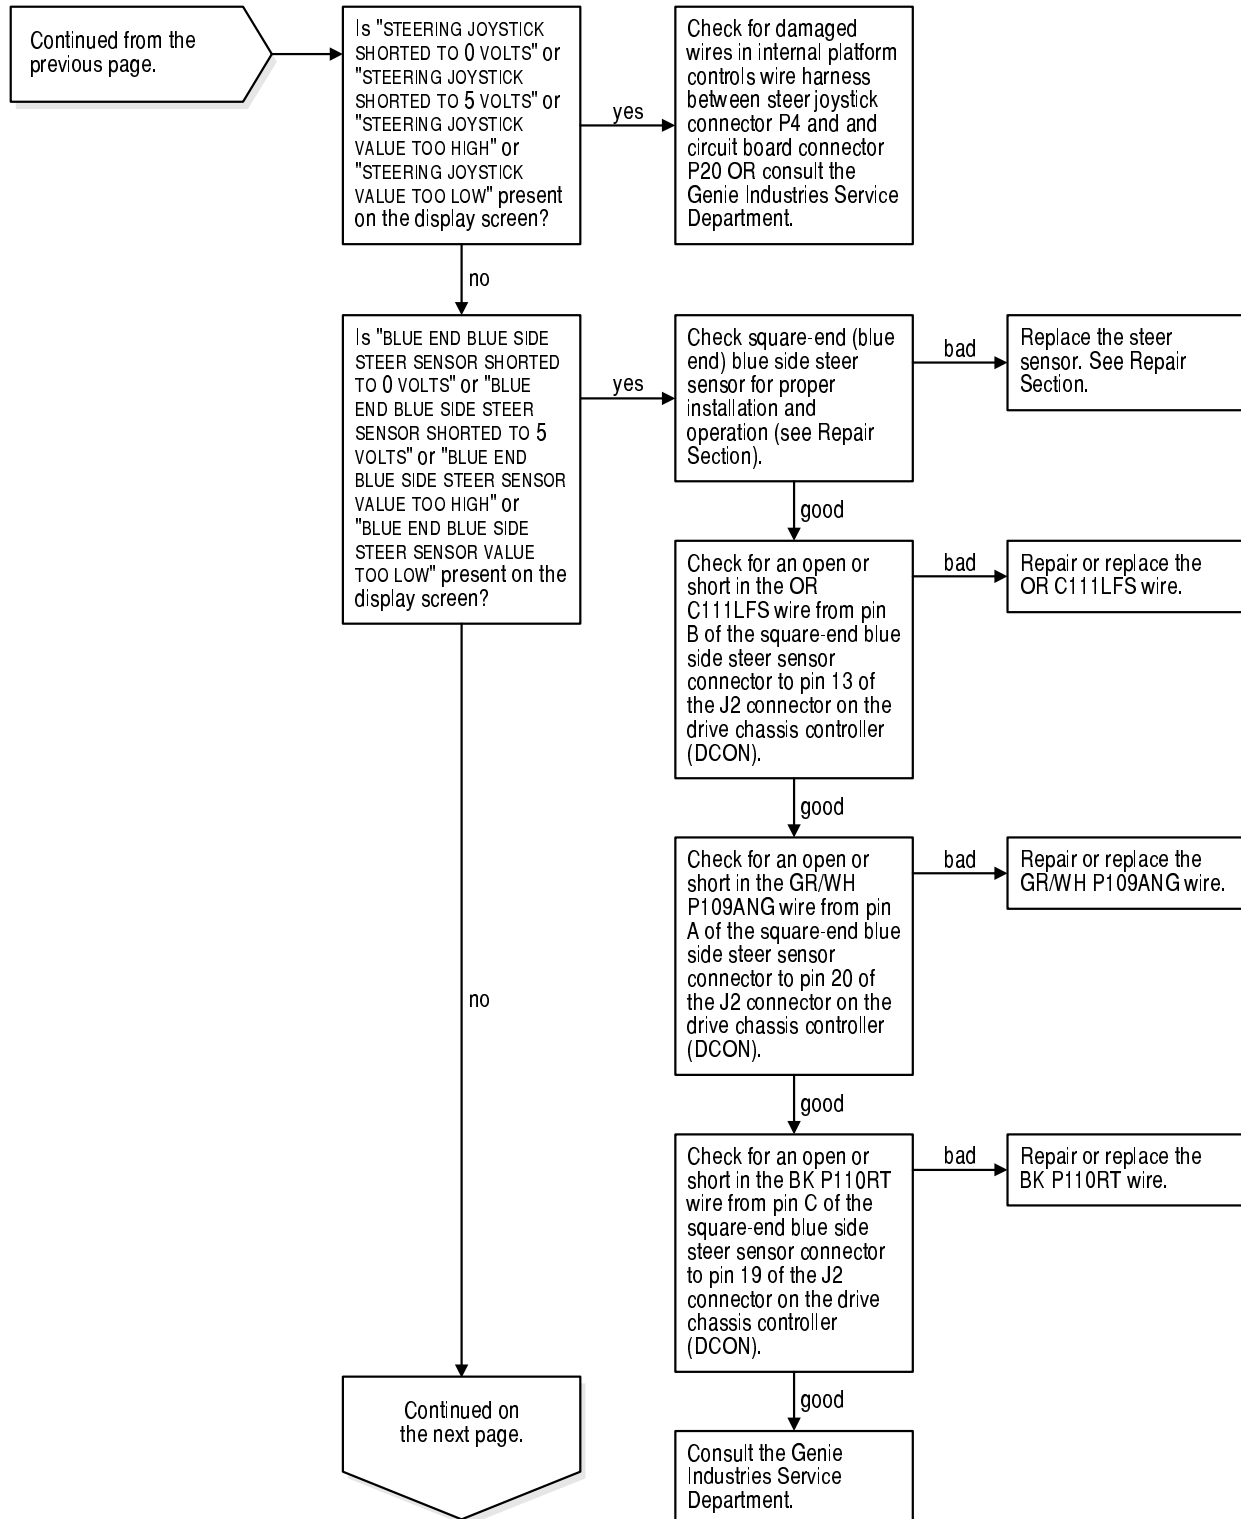 Continued from the
previous page.
Is "STEERING JOYSTICK
SHORTED TO 0 VOLTS" or
"STEERING JOYSTICK
SHORTED TO 5 VOLTS" or
"STEERING JOYSTICK
VALUE TOO HIGH" or
"STEERING JOYSTICK
VALUE TOO LOW" present
on the display screen?
yes
Check for damaged
wires in internal platform
controls wire harness
between steer joystick
connector P4 and and
circuit board connector
P20 OR consult the
Genie Industries Service
Department.
no
Is "BLUE END BLUE SIDE
STEER SENSOR SHORTED
TO 0 VOLTS" or "BLUE
END BLUE SIDE STEER
SENSOR SHORTED TO 5
VOLTS" or "BLUE END
BLUE SIDE STEER SENSOR
VALUE TOO HIGH" or
"BLUE END BLUE SIDE
STEER SENSOR VALUE
TOO LOW" present on the
display screen?
yes
Check square-end (blue
end) blue side steer
sensor for proper
installation and
operation (see Repair
Section).
bad
Replace the steer
sensor. See Repair
Section.
good
Check for an open or
short in the OR
C111LFS wire from pin
B of the square-end blue
side steer sensor
connector to pin 13 of
the J2 connector on the
drive chassis controller
(DCON).
bad
Repair or replace the
OR C111LFS wire.
good
Check for an open or
short in the GR/WH
P109ANG wire from pin
A of the square-end blue
side steer sensor
connector to pin 20 of
the J2 connector on the
drive chassis controller
(DCON).
bad
Repair or replace the
GR/WH P109ANG wire.
no
good
Check for an open or
short in the BK P110RT
wire from pin C of the
square-end blue side
steer sensor connector
to pin 19 of the J2
connector on the drive
chassis controller
(DCON).
bad
Repair or replace the
BK P110RT wire.
good
Continued on
the next page.
Consult the Genie
Industries Service
Department.